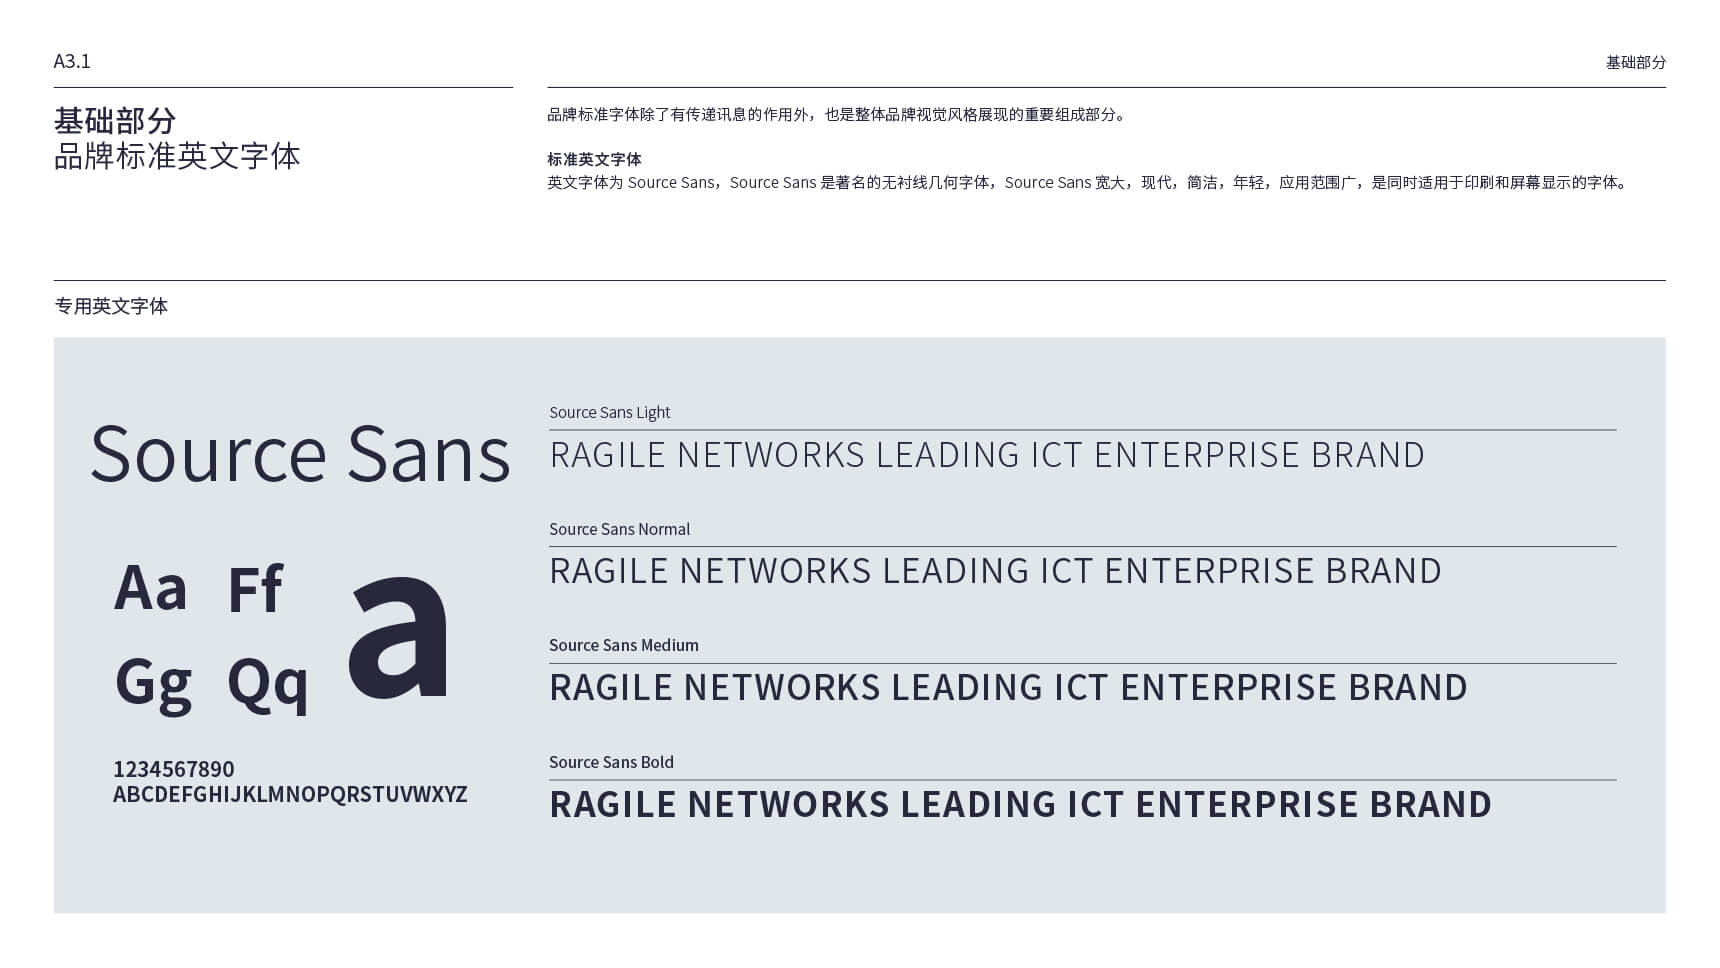 A3.1
基础部分
基础部分
品牌标准英文字体
品牌标准字体除了有传递讯息的作用外，也是整体品牌视觉风格展现的重要组成部分。
标准英文字体
英文字体为 Source Sans，Source Sans 是著名的无衬线几何字体，Source Sans 宽大，现代，简洁，年轻，应用范围广，是同时适用于印刷和屏幕显示的字体。
专用英文字体
Source Sans
Aa Ff
Gg Qq
a
1234567890
ABCDEFGHIJKLMNOPQRSTUVWXYZ
Source Sans Light
RAGILE NETWORKS LEADING ICT ENTERPRISE BRAND
Source Sans Normal
RAGILE NETWORKS LEADING ICT ENTERPRISE BRAND
Source Sans Medium
RAGILE NETWORKS LEADING ICT ENTERPRISE BRAND
Source Sans Bold
RAGILE NETWORKS LEADING ICT ENTERPRISE BRAND